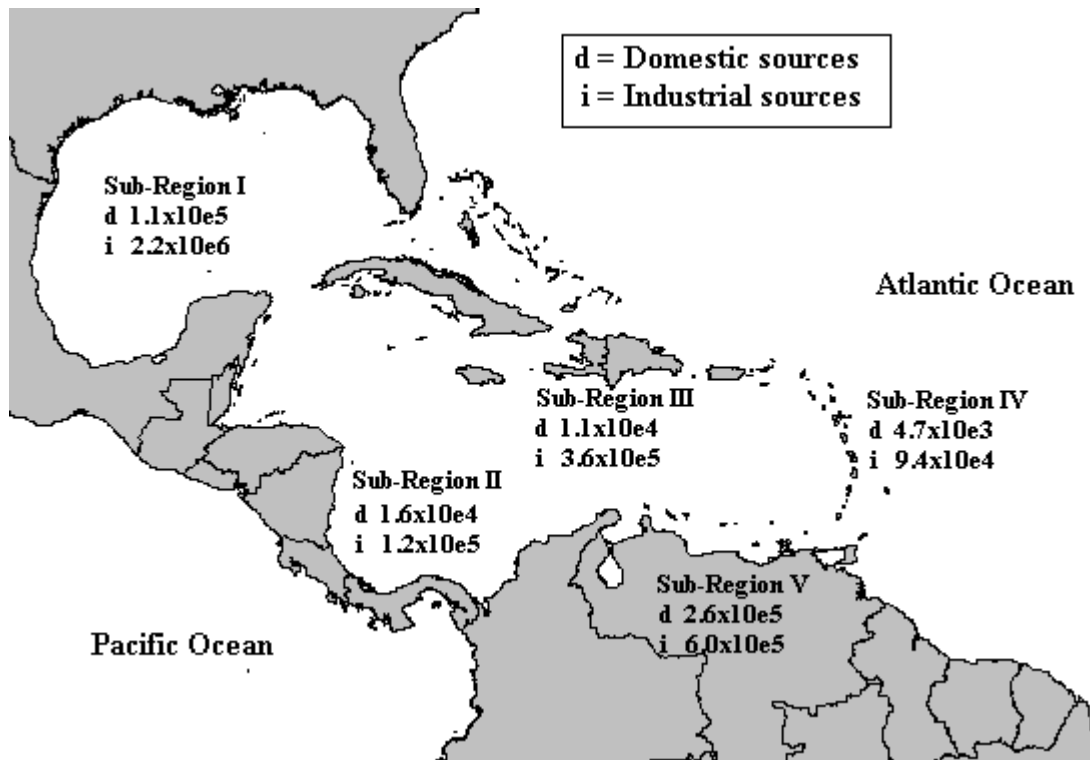 d = Domestic sources
i = Industrial sources
Sub-Region I
d 1.1x10e5
i 2.2x10e6
Atlantic Ocean
Sub-Region III
d 1.1x10e4
i 3.6x10e5
Sub-Region IV
d 4.7x10e3
i 9.4x10e4
Sub-Region II
d 1.6x10e4
i 1.2x10e5
Sub-Region V
d 2.6x10e5
i 6.0x10e5
Pacific Ocean